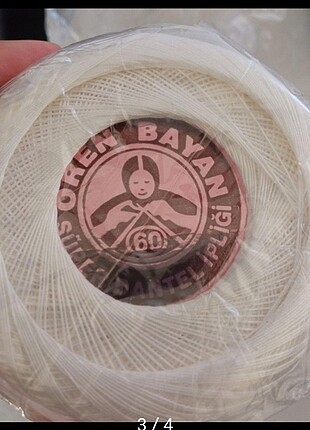 ÖREN BAYAN
60
DANTEL İPLİĞİ
3 / 4